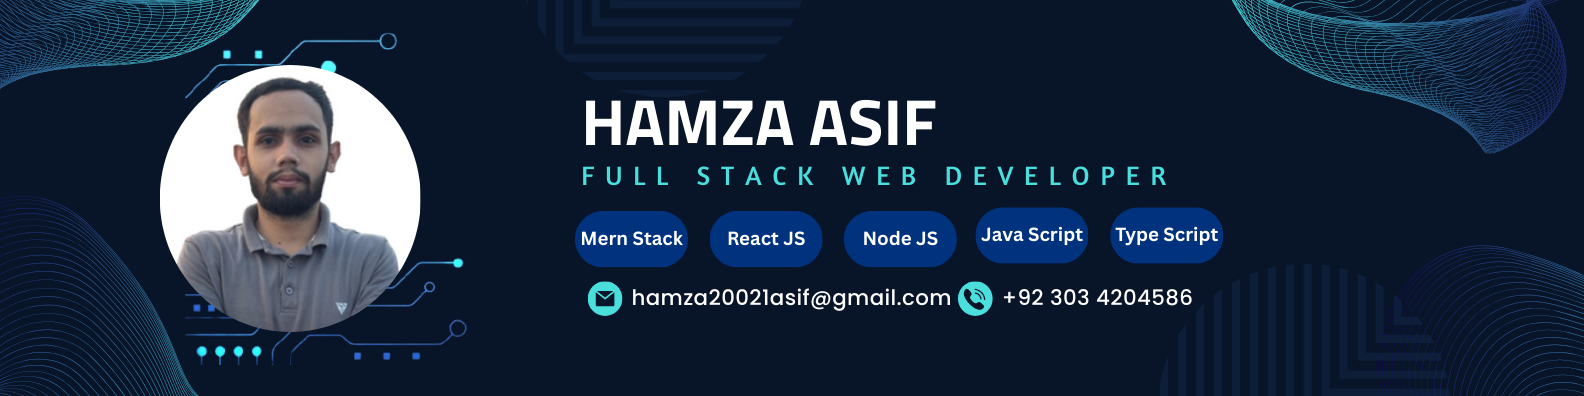 HAMZA ASIF
FULL STACK WEB DEVELOPER
Mern Stack React JS Node JS Java Script Type Script
hamza20021asif@gmail.com +92 303 4204586